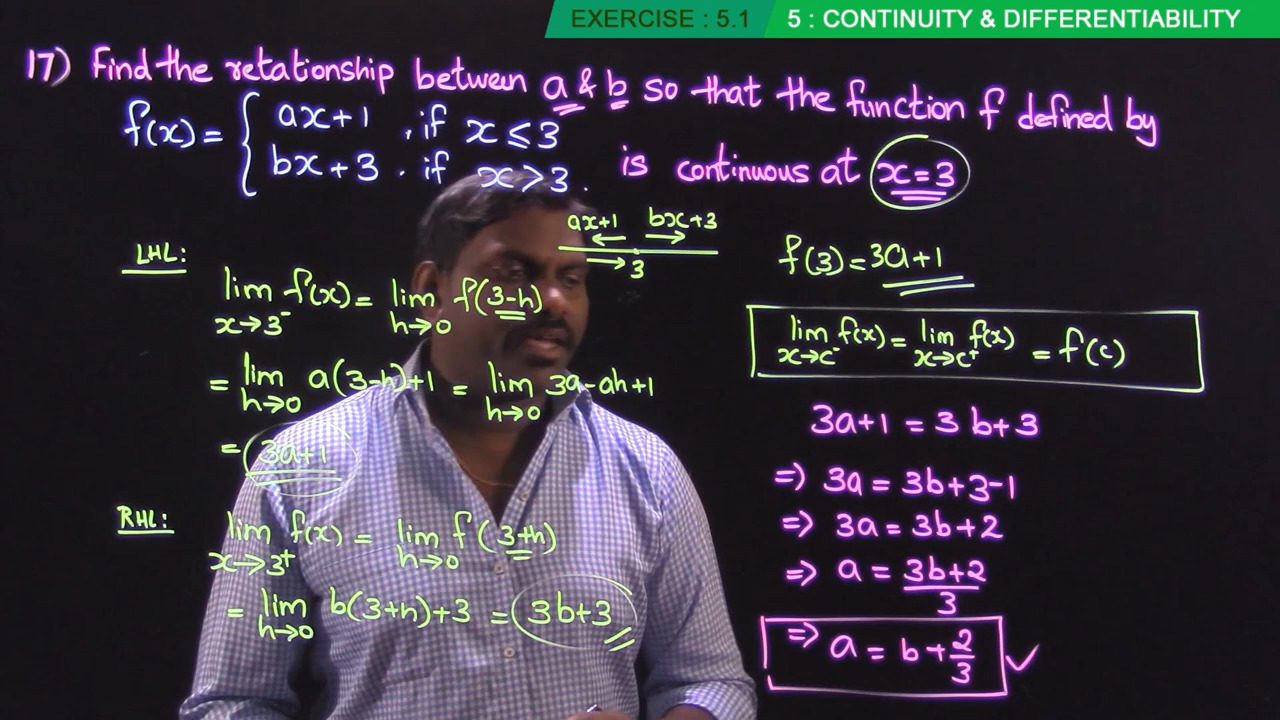 EXERCISE : 5.1
5 : CONTINUITY & DIFFERENTIABILITY
17) Find the relationship between a & b so that the function f defined by
f(x) = { ax+1 , if x ≤ 3
bx+3 . if x > 3 .
is continuous at x=3
ax+1 bx+3
← →
→ 3
LHL:
lim x→3⁻ f(x) = lim h→0 f(3-h)
= lim h→0 a(3-h)+1 = lim h→0 3a-ah+1
= 3a+1
RHL:
lim x→3⁺ f(x) = lim h→0 f(3+h)
= lim h→0 b(3+h)+3 = 3b+3
f(3) = 3a+1
lim x→c⁻ f(x) = lim x→c⁺ f(x) = f(c)
3a+1 = 3b+3
=) 3a = 3b+3-1
=) 3a = 3b+2
=> a = 3b+2/3
=> a = b+2/3 ✓